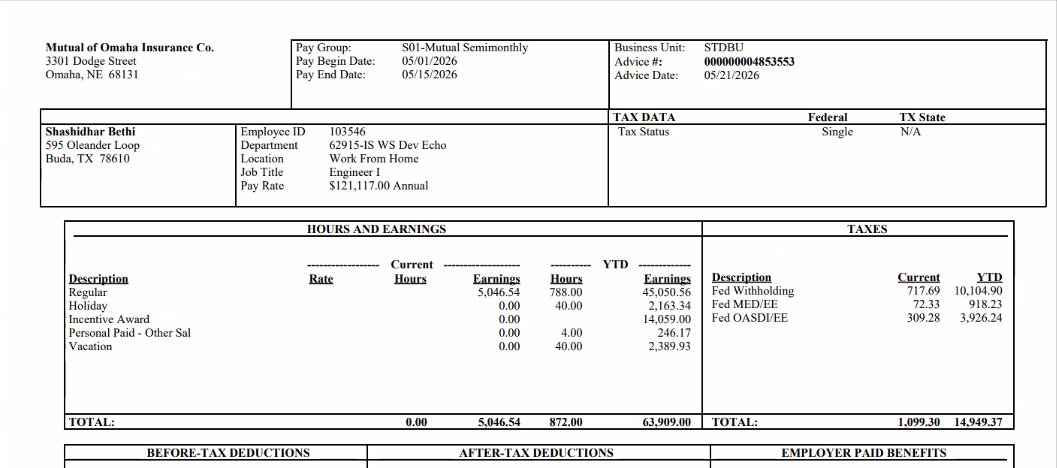 Mutual of Omaha Insurance Co.
3301 Dodge Street
Omaha, NE 68131
Pay Group: S01-Mutual Semimonthly
Pay Begin Date: 05/01/2026
Pay End Date: 05/15/2026
Business Unit: STDBU
Advice #: 000000004853553
Advice Date: 05/21/2026
Shashidhar Bethi
595 Oleander Loop
Buda, TX 78610
Employee ID 103546
Department 62915-IS WS Dev Echo
Location Work From Home
Job Title Engineer I
Pay Rate $121,117.00 Annual
TAX DATA Federal TX State
Tax Status Single N/A
HOURS AND EARNINGS
------------------ Current ------------------- ---------- YTD -------------
Description Rate Hours Earnings Hours Earnings
Regular 5,046.54 788.00 45,050.56
Holiday 0.00 40.00 2,163.34
Incentive Award 0.00 14,059.00
Personal Paid - Other Sal 0.00 4.00 246.17
Vacation 0.00 40.00 2,389.93
TOTAL: 0.00 5,046.54 872.00 63,909.00
TAXES
Description Current YTD
Fed Withholding 717.69 10,104.90
Fed MED/EE 72.33 918.23
Fed OASDI/EE 309.28 3,926.24
TOTAL: 1,099.30 14,949.37
BEFORE-TAX DEDUCTIONS
AFTER-TAX DEDUCTIONS
EMPLOYER PAID BENEFITS